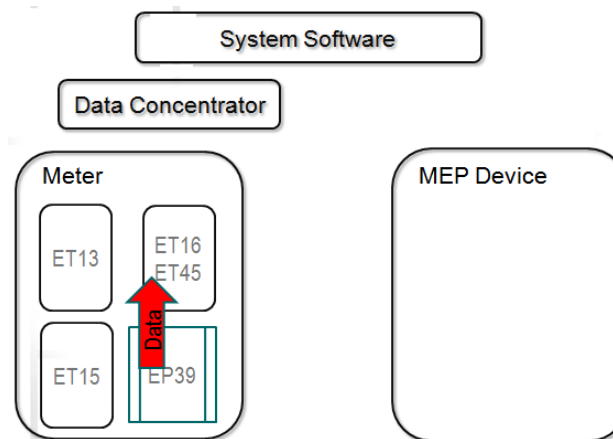 System Software
Data Concentrator
Meter
MEP Device
ET13
ET16
ET45
Data
ET15
EP39